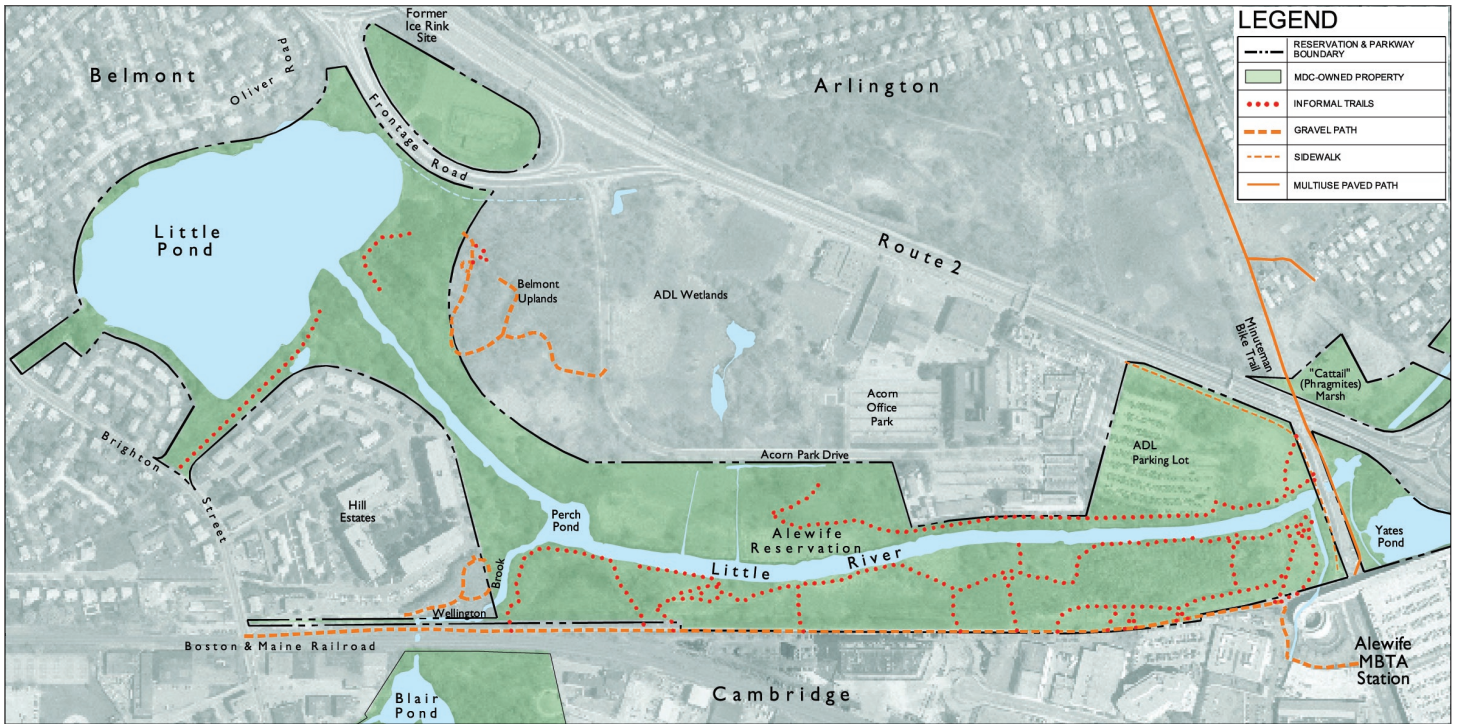 Former
Ice Rink
Site
LEGEND
RESERVATION & PARKWAY
BOUNDARY
MDC-OWNED PROPERTY
INFORMAL TRAILS
GRAVEL PATH
SIDEWALK
MULTIUSE PAVED PATH
Belmont
Oliver Road
Arlington
Frontage Road
Little
Pond
Route 2
Belmont
Uplands
ADL Wetlands
Minuteman
Bike Trail
"Cattail"
(Phragmites)
Marsh
Acorn
Office
Park
ADL
Parking Lot
Acorn Park Drive
Brighton Street
Hill
Estates
Perch
Pond
Alewife
Reservation
Little River
Yates
Pond
Wellington Brook
Boston & Maine Railroad
Alewife
MBTA
Station
Blair
Pond
Cambridge